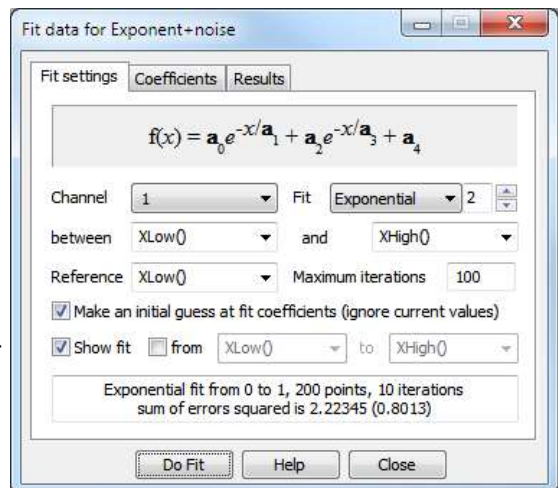 Fit data for Exponent+noise
Fit settings Coefficients Results
f(x) = a₀e^(-x/a₁) + a₂e^(-x/a₃) + a₄
Channel 1 Fit Exponential 2
between XLow() and XHigh()
Reference XLow() Maximum iterations 100
Make an initial guess at fit coefficients (ignore current values)
Show fit from XLow() to XHigh()
Exponential fit from 0 to 1, 200 points, 10 iterations
sum of errors squared is 2.22345 (0.8013)
Do Fit Help Close